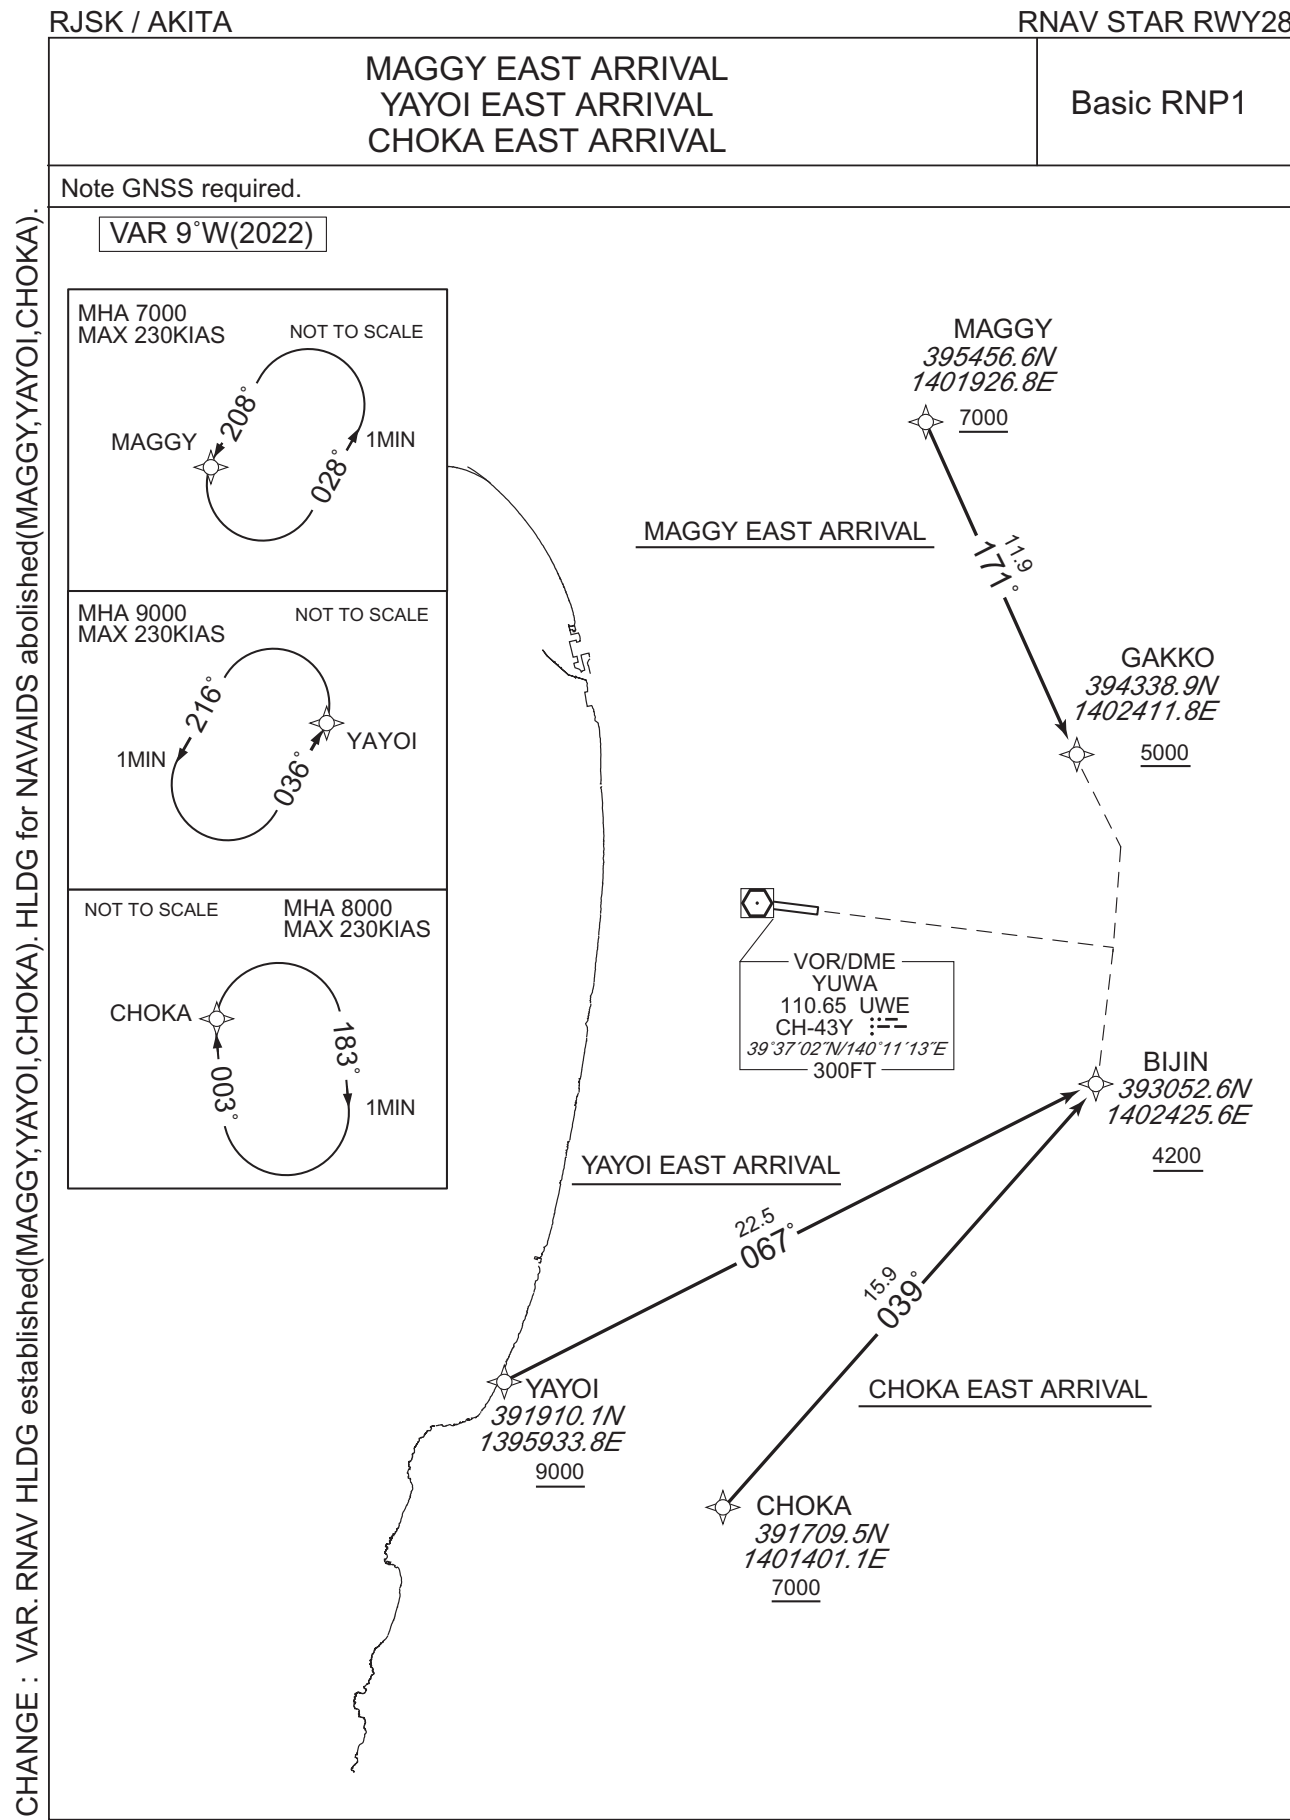 RJSK / AKITA
RNAV STAR RWY28
MAGGY EAST ARRIVAL
YAYOI EAST ARRIVAL
CHOKA EAST ARRIVAL
Basic RNP1
Note GNSS required.
VAR 9°W(2022)
MHA 7000
MAX 230KIAS
NOT TO SCALE
208°
MAGGY
1MIN
028°
MHA 9000
MAX 230KIAS
NOT TO SCALE
216°
YAYOI
1MIN
036°
NOT TO SCALE
MHA 8000
MAX 230KIAS
CHOKA
183°
003°
1MIN
MAGGY
395456.6N
1401926.8E
7000
MAGGY EAST ARRIVAL
11.9
171°
GAKKO
394338.9N
1402411.8E
5000
VOR/DME
YUWA
110.65 UWE
CH-43Y
39°37′02″N/140°11′13″E
300FT
BIJIN
393052.6N
1402425.6E
4200
YAYOI EAST ARRIVAL
22.5
067°
15.9
039°
CHOKA EAST ARRIVAL
YAYOI
391910.1N
1395933.8E
9000
CHOKA
391709.5N
1401401.1E
7000
CHANGE : VAR. RNAV HLDG established(MAGGY,YAYOI,CHOKA). HLDG for NAVAIDS abolished(MAGGY,YAYOI,CHOKA).